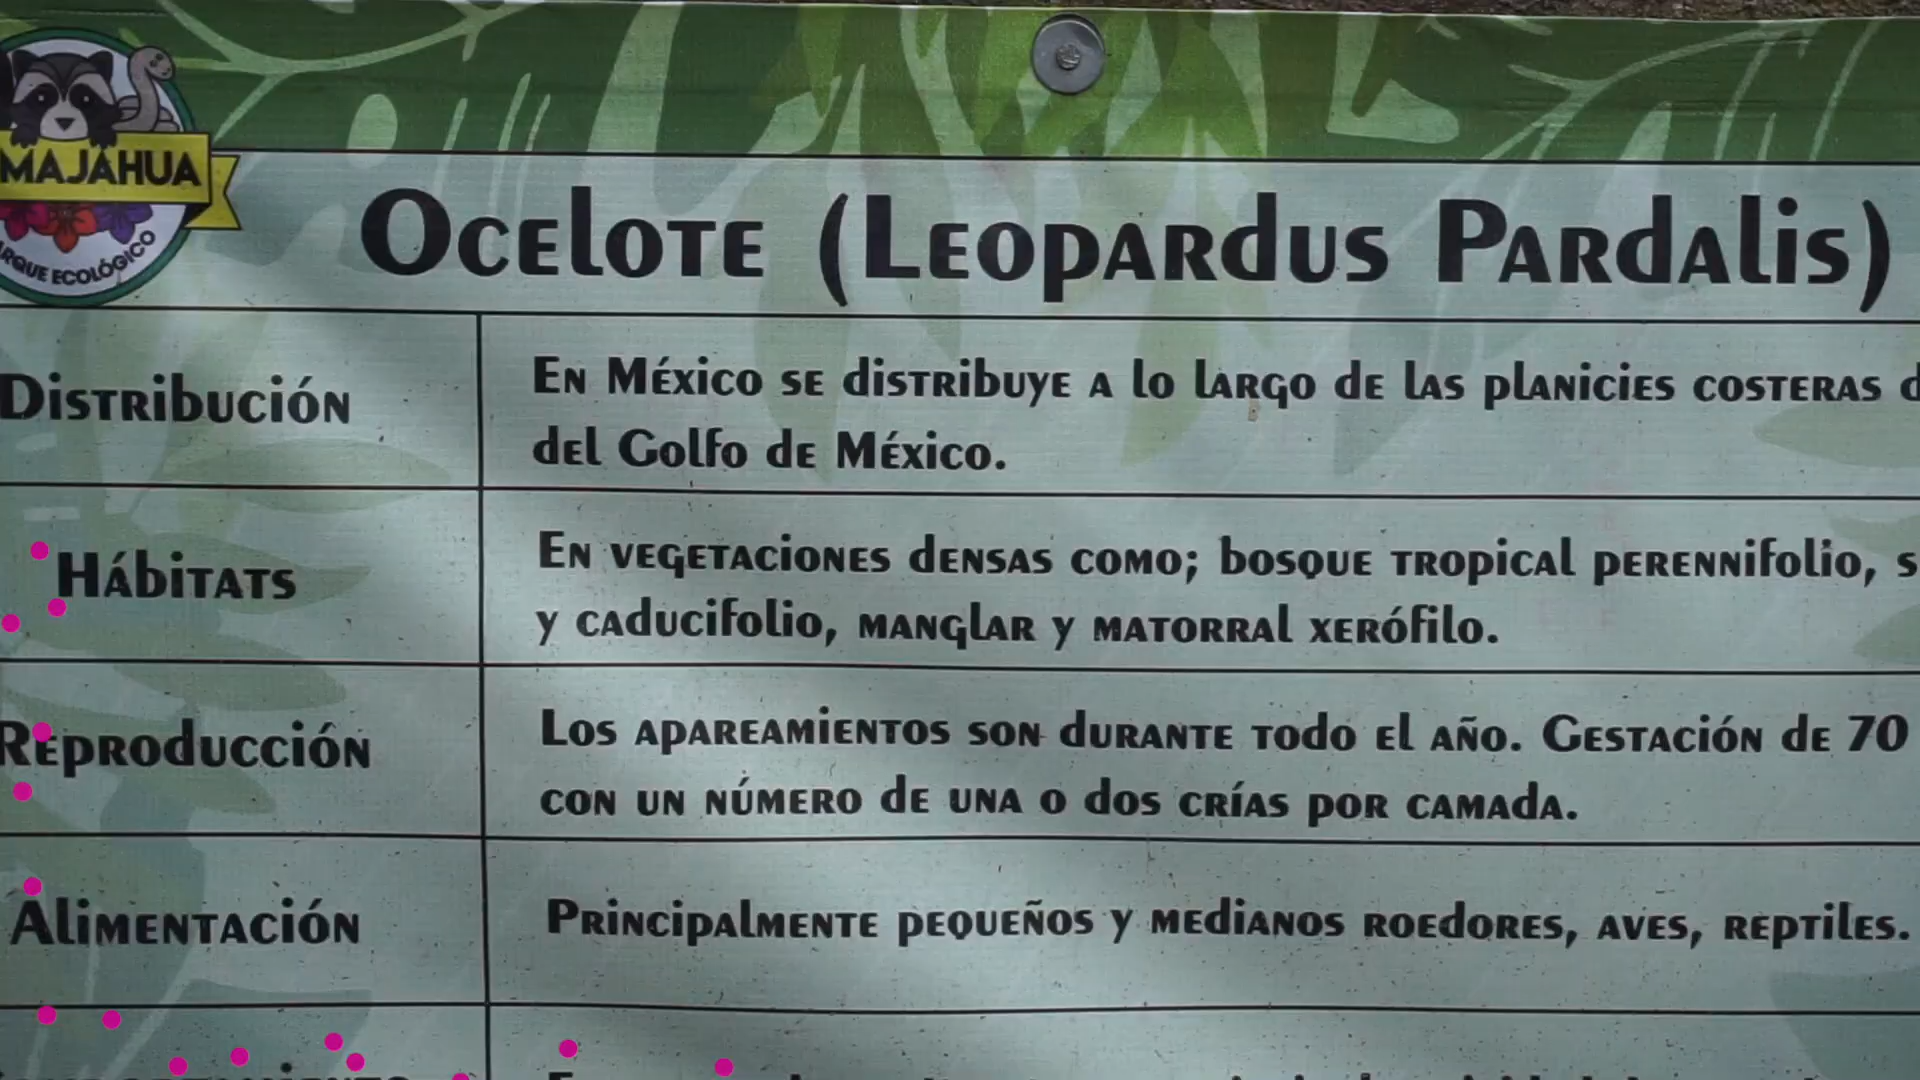 MAJAHUA
ARQUE ECOLÓGICO
Ocelote (Leopardus Pardalis)
Distribución
En México se distribuye a lo largo de las planicies costeras d
del Golfo de México.
Hábitats
En vegetaciones densas como; bosque tropical perennifolio, s
y caducifolio, manglar y matorral xerófilo.
Reproducción
Los apareamientos son durante todo el año. Gestación de 70
con un número de una o dos crías por camada.
Alimentación
Principalmente pequeños y medianos roedores, aves, reptiles.